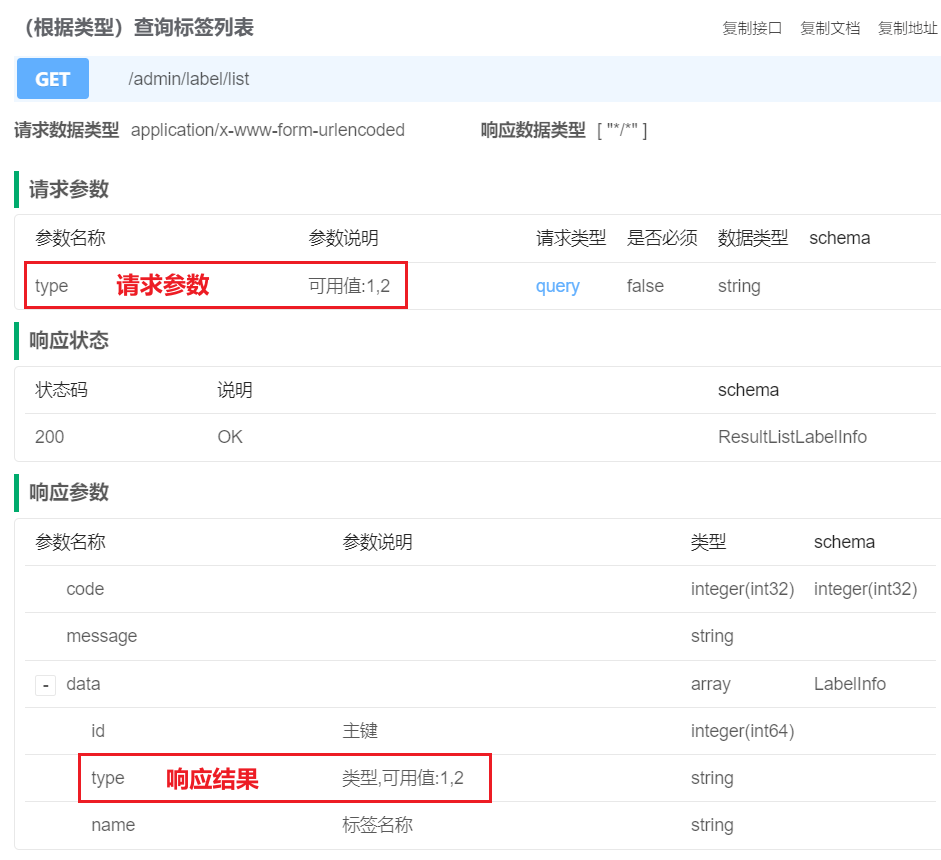 （根据类型）查询标签列表 复制接口 复制文档 复制地址
GET /admin/label/list
请求数据类型 application/x-www-form-urlencoded 响应数据类型 [ "*/*" ]
请求参数
参数名称 参数说明 请求类型 是否必须 数据类型 schema
type 请求参数 可用值:1,2 query false string
响应状态
状态码 说明 schema
200 OK ResultListLabelInfo
响应参数
参数名称 参数说明 类型 schema
code integer(int32) integer(int32)
message string
- data array LabelInfo
id 主键 integer(int64)
type 响应结果 类型,可用值:1,2 string
name 标签名称 string